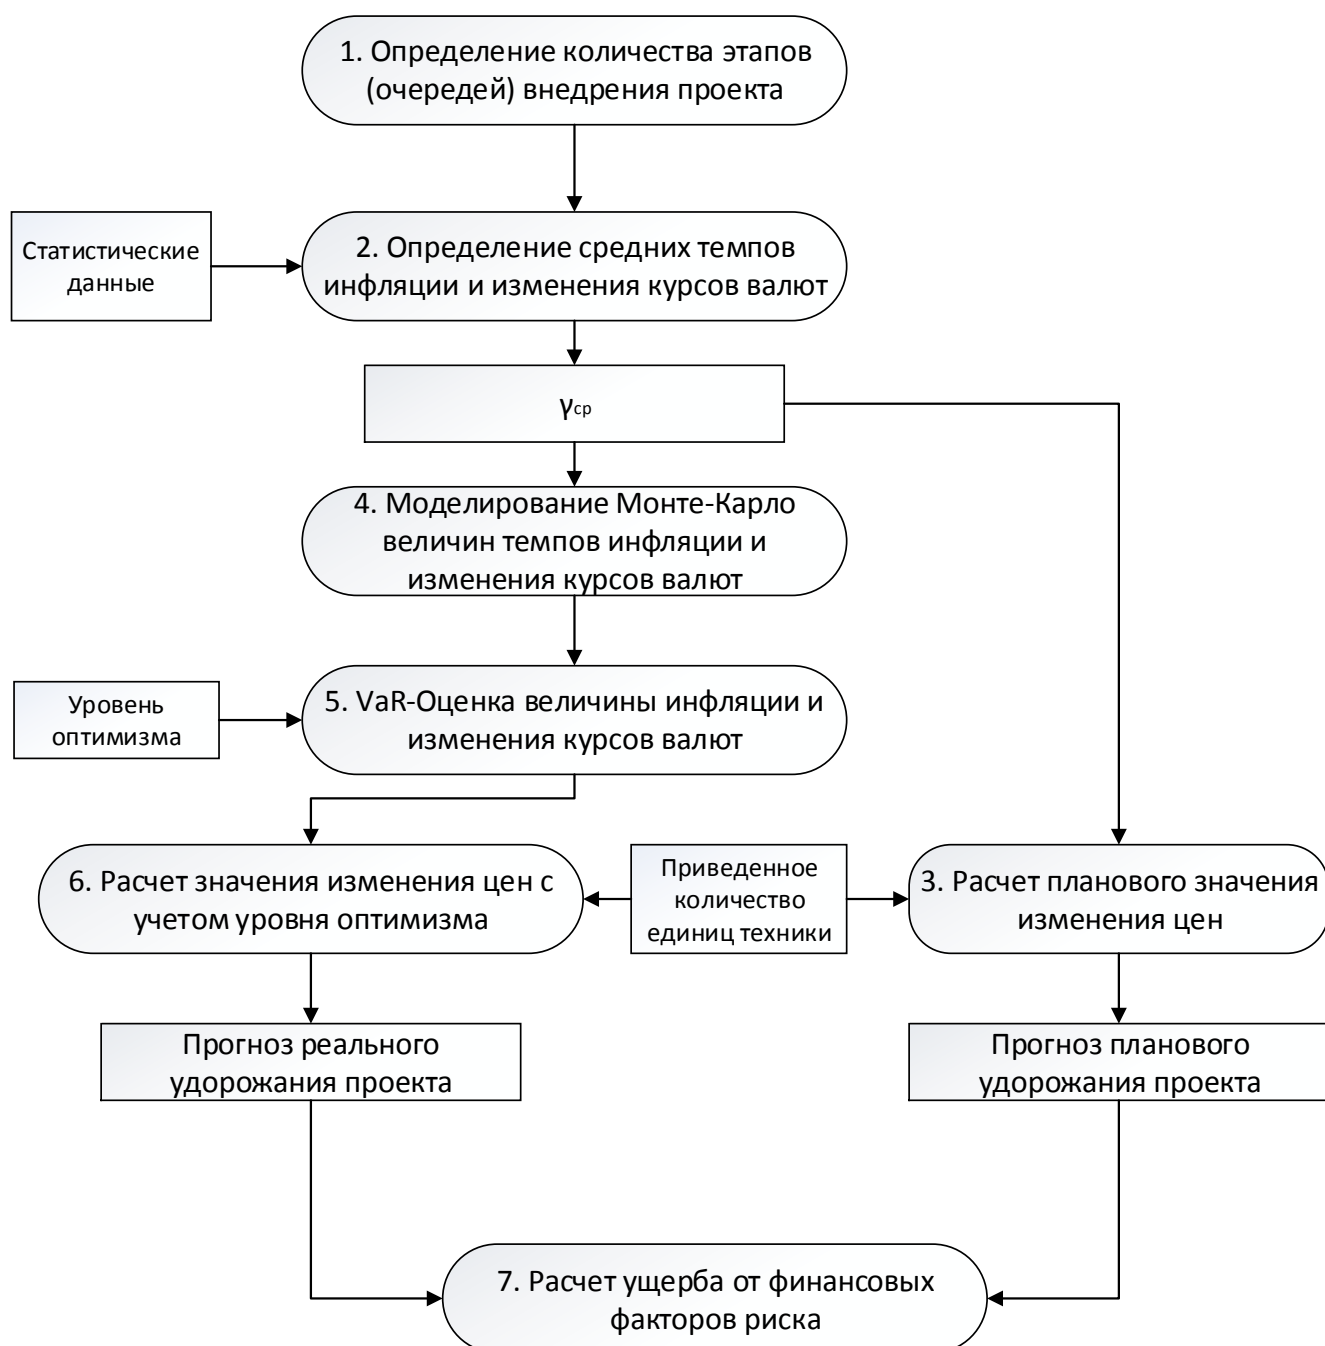 1. Определение количества этапов
(очередей) внедрения проекта
Статистические
данные
2. Определение средних темпов
инфляции и изменения курсов валют
γср
4. Моделирование Монте-Карло
величин темпов инфляции и
изменения курсов валют
Уровень
оптимизма
5. VaR-Оценка величины инфляции и
изменения курсов валют
6. Расчет значения изменения цен с
учетом уровня оптимизма
Приведенное
количество
единиц техники
3. Расчет планового значения
изменения цен
Прогноз реального
удорожания проекта
Прогноз планового
удорожания проекта
7. Расчет ущерба от финансовых
факторов риска